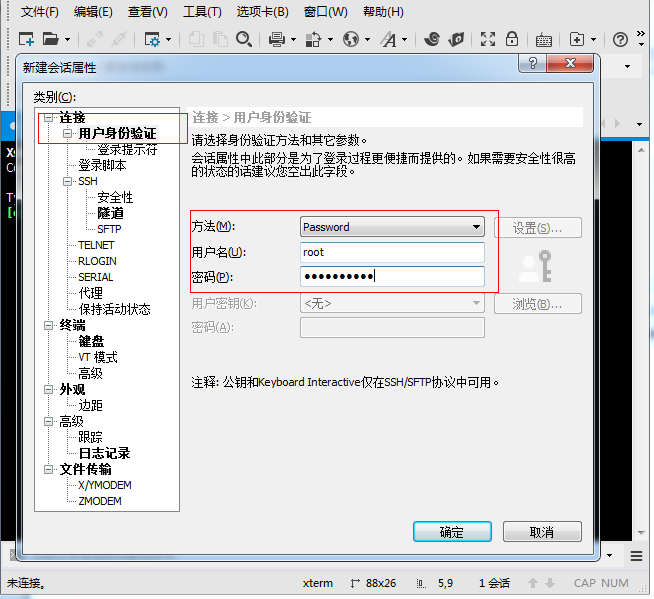 文件(F) 编辑(E) 查看(V) 工具(T) 选项卡(B) 窗口(W) 帮助(H)
新建会话属性
类别(C):
连接
用户身份验证
登录提示符
登录脚本
SSH
安全性
隧道
SFTP
TELNET
RLOGIN
SERIAL
代理
保持活动状态
终端
键盘
VT 模式
高级
外观
边距
高级
跟踪
日志记录
文件传输
X/YMODEM
ZMODEM
连接 > 用户身份验证
请选择身份验证方法和其它参数。
会话属性中此部分是为了登录过程更便捷而提供的。如果需要安全性很高
的状态的话建议您空出此字段。
方法(M): Password 设置(S)...
用户名(U): root
密码(P): ●●●●●●●●●●
用户密钥(K): <无> 浏览(B)...
密码(A):
注释: 公钥和Keyboard Interactive仅在SSH/SFTP协议中可用。
确定 取消
未连接。 xterm 88x26 5,9 1 会话 CAP NUM